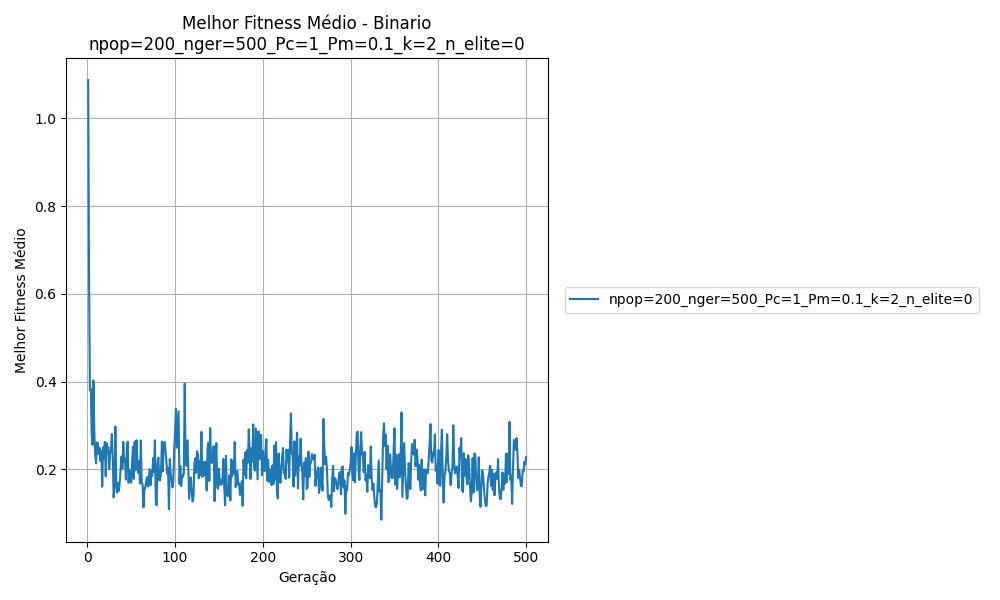 Melhor Fitness Médio - Binario
npop=200_nger=500_Pc=1_Pm=0.1_k=2_n_elite=0
Melhor Fitness Médio
1.0
0.8
0.6
0.4
0.2
0
100
200
300
400
500
Geração
npop=200_nger=500_Pc=1_Pm=0.1_k=2_n_elite=0